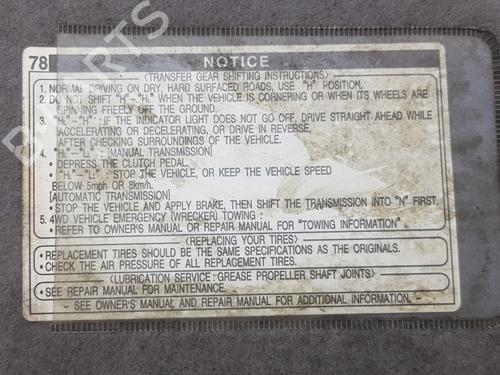 78 NOTICE
<TRANSFER GEAR SHIFTING INSTRUCTIONS>
1. NORMAL DRIVING ON DRY, HARD SURFACED ROADS, USE "H" POSITION.
2. DO NOT SHIFT "H"-"H" WHEN THE VEHICLE IS CORNERING OR WHEN ITS WHEELS ARE
SPINNING FREELY OFF THE GROUND.
3. "H"-"H": IF THE INDICATOR LIGHT DOES NOT GO OFF, DRIVE STRAIGHT AHEAD WHILE
ACCELERATING OR DECELERATING, OR DRIVE IN REVERSE,
AFTER CHECKING SURROUNDINGS OF THE VEHICLE.
4. "H"-"L": [MANUAL TRANSMISSION]
• DEPRESS THE CLUTCH PEDAL.
• "H"-"L" STOP THE VEHICLE, OR KEEP THE VEHICLE SPEED
BELOW 5mph OR 8km/h.
[AUTOMATIC TRANSMISSION]
• STOP THE VEHICLE AND APPLY BRAKE, THEN SHIFT THE TRANSMISSION INTO "N" FIRST.
5. 4WD VEHICLE EMERGENCY (WRECKER) TOWING :
• REFER TO OWNER'S MANUAL OR REPAIR MANUAL FOR "TOWING INFORMATION".
<REPLACING YOUR TIRES>
•REPLACEMENT TIRES SHOULD BE THE SAME SPECIFICATIONS AS THE ORIGINALS.
•CHECK THE AIR PRESSURE OF ALL REPLACEMENT TIRES.
<LUBRICATION SERVICE : GREASE PROPELLER SHAFT JOINTS>
• SEE REPAIR MANUAL FOR MAINTENANCE.
- SEE OWNER'S MANUAL AND REPAIR MANUAL FOR ADDITIONAL INFORMATION. -